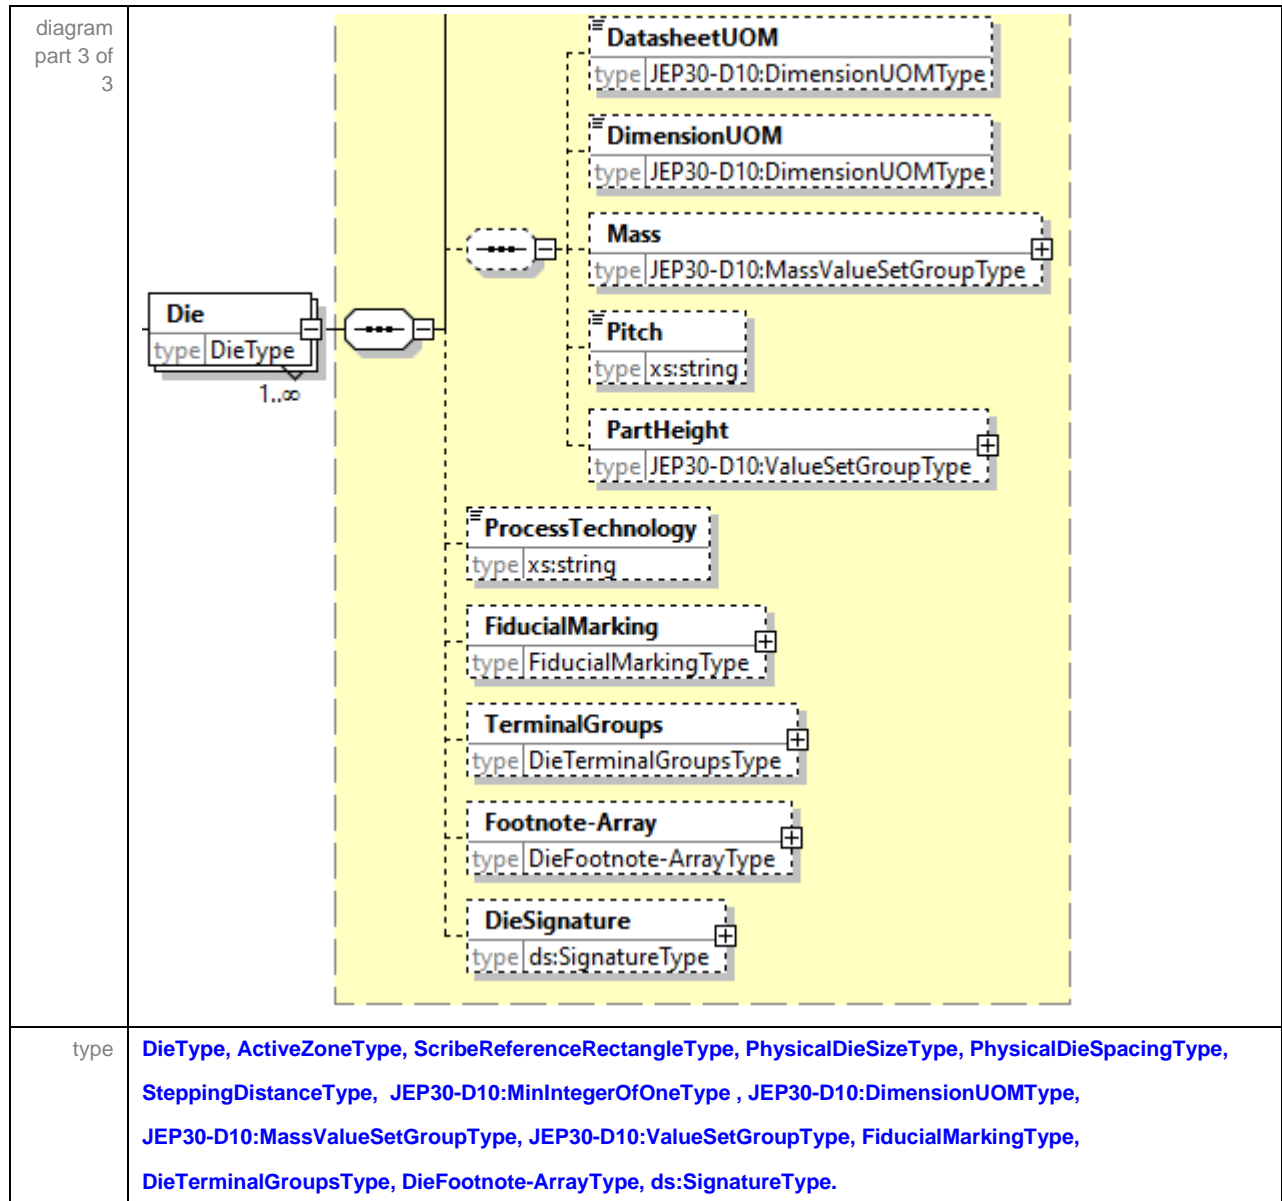 diagram
part 3 of
3
DatasheetUOM
type JEP30-D10:DimensionUOMType
DimensionUOM
type JEP30-D10:DimensionUOMType
Mass
type JEP30-D10:MassValueSetGroupType
Die
type DieType
1..∞
Pitch
type xs:string
PartHeight
type JEP30-D10:ValueSetGroupType
ProcessTechnology
type xs:string
FiducialMarking
type FiducialMarkingType
TerminalGroups
type DieTerminalGroupsType
Footnote-Array
type DieFootnote-ArrayType
DieSignature
type ds:SignatureType
type
DieType, ActiveZoneType, ScribeReferenceRectangleType, PhysicalDieSizeType, PhysicalDieSpacingType,
SteppingDistanceType, JEP30-D10:MinIntegerOfOneType , JEP30-D10:DimensionUOMType,
JEP30-D10:MassValueSetGroupType, JEP30-D10:ValueSetGroupType, FiducialMarkingType,
DieTerminalGroupsType, DieFootnote-ArrayType, ds:SignatureType.